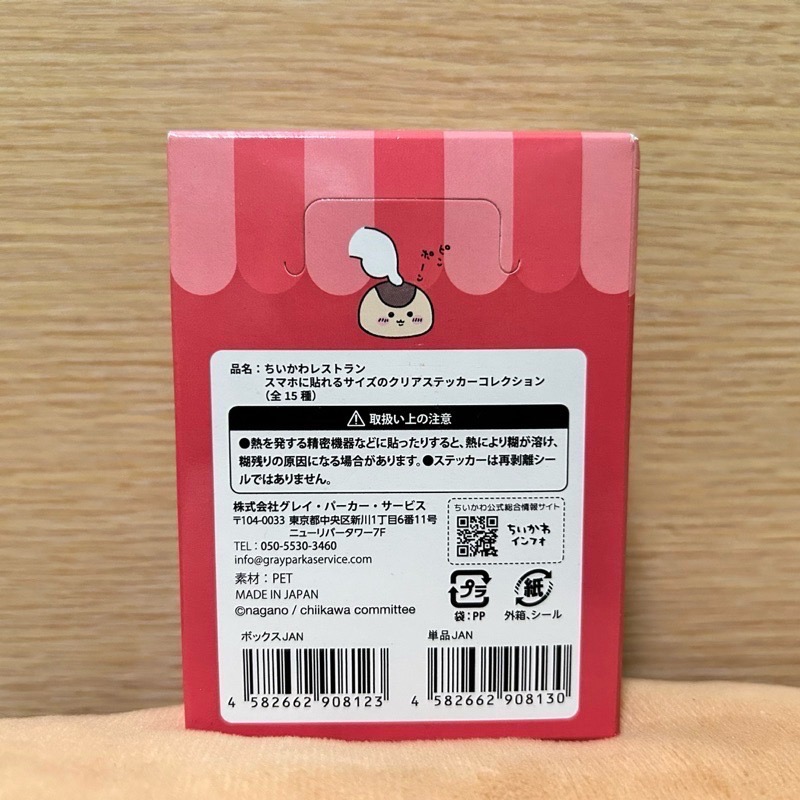 ピン
ポーン
品名：ちいかわレストラン
スマホに貼れるサイズのクリアステッカーコレクション
（全15種）
取扱い上の注意
●熱を発する精密機器などに貼ったりすると、熱により糊が溶け、
糊残りの原因になる場合があります。●ステッカーは再剥離シー
ルではありません。
株式会社グレイ・パーカー・サービス
〒104-0033 東京都中央区新川1丁目6番11号
ニューリバータワー7F
TEL：050-5530-3460
info@grayparkaservice.com
素材：PET
MADE IN JAPAN
©nagano / chiikawa committee
ちいかわ公式総合情報サイト
ちいかわ
インフォ
プラ
袋：PP
紙
外箱、シール
ボックスJAN
4 582662 908123
単品JAN
4 582662 908130